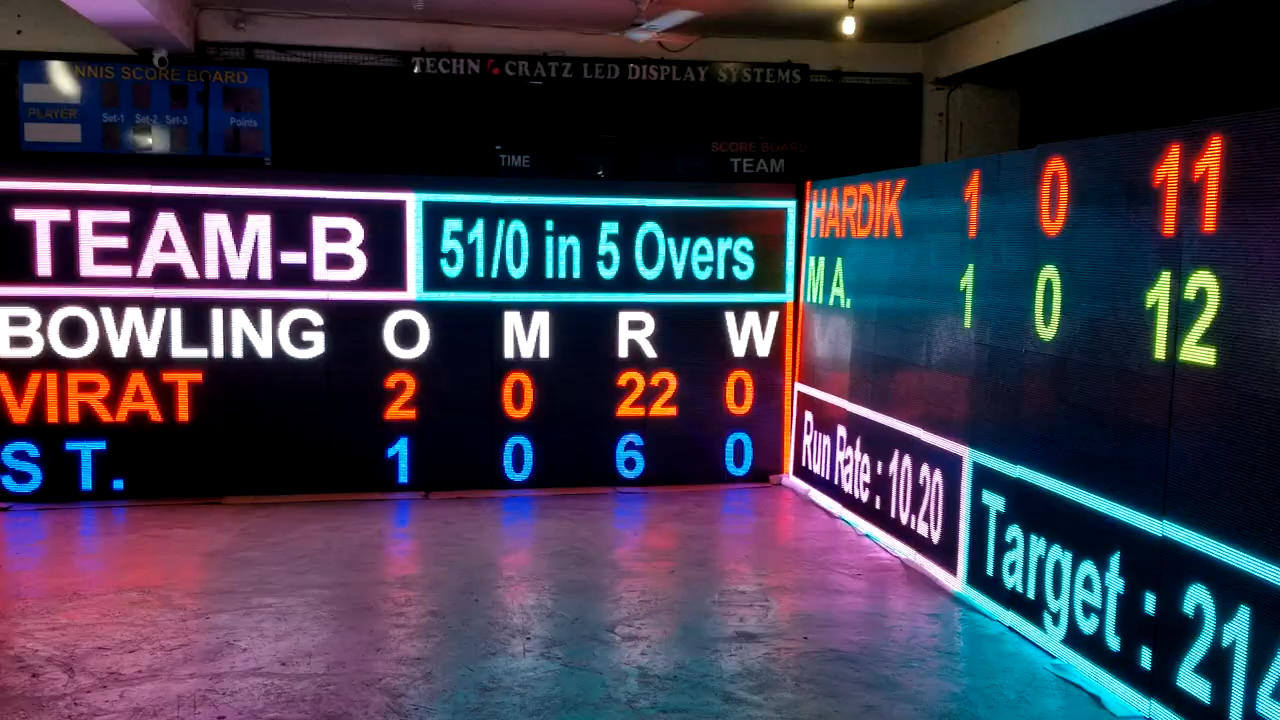 TECHN CRATZ LED DISPLAY SYSTEMS
NNIS SCORE BOARD
PLAYER Set-1 Set-2 Set-3 Points
TIME
SCORE BOARD
TEAM
TEAM-B 51/0 in 5 Overs
BOWLING O M R W
VIRAT 2 0 22 0
S T. 1 0 6 0
HARDIK 1 0 11
M A. 1 0 12
Run Rate : 10.20
Target : 214